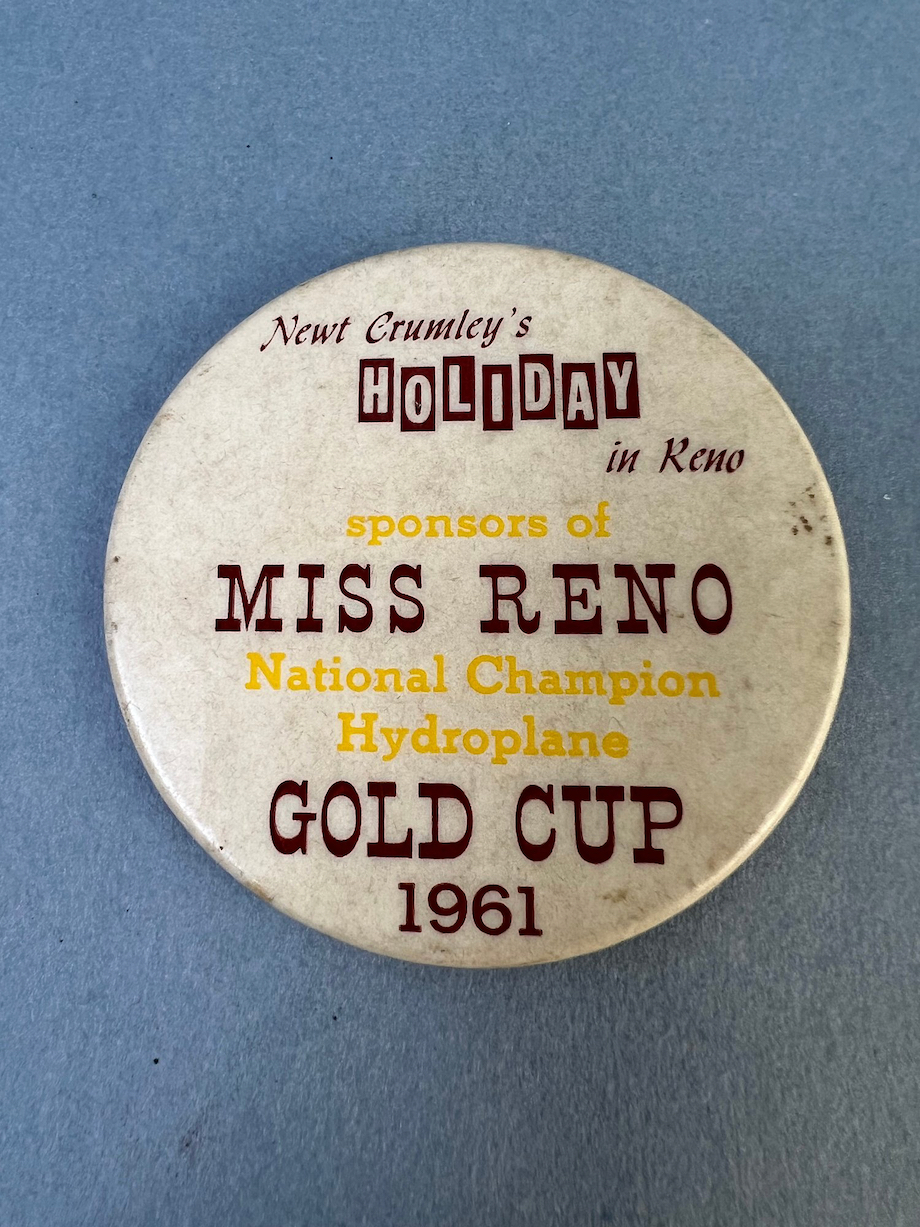 Newt Crumley's
HOLIDAY
in Reno
sponsors of
MISS RENO
National Champion
Hydroplane
GOLD CUP
1961